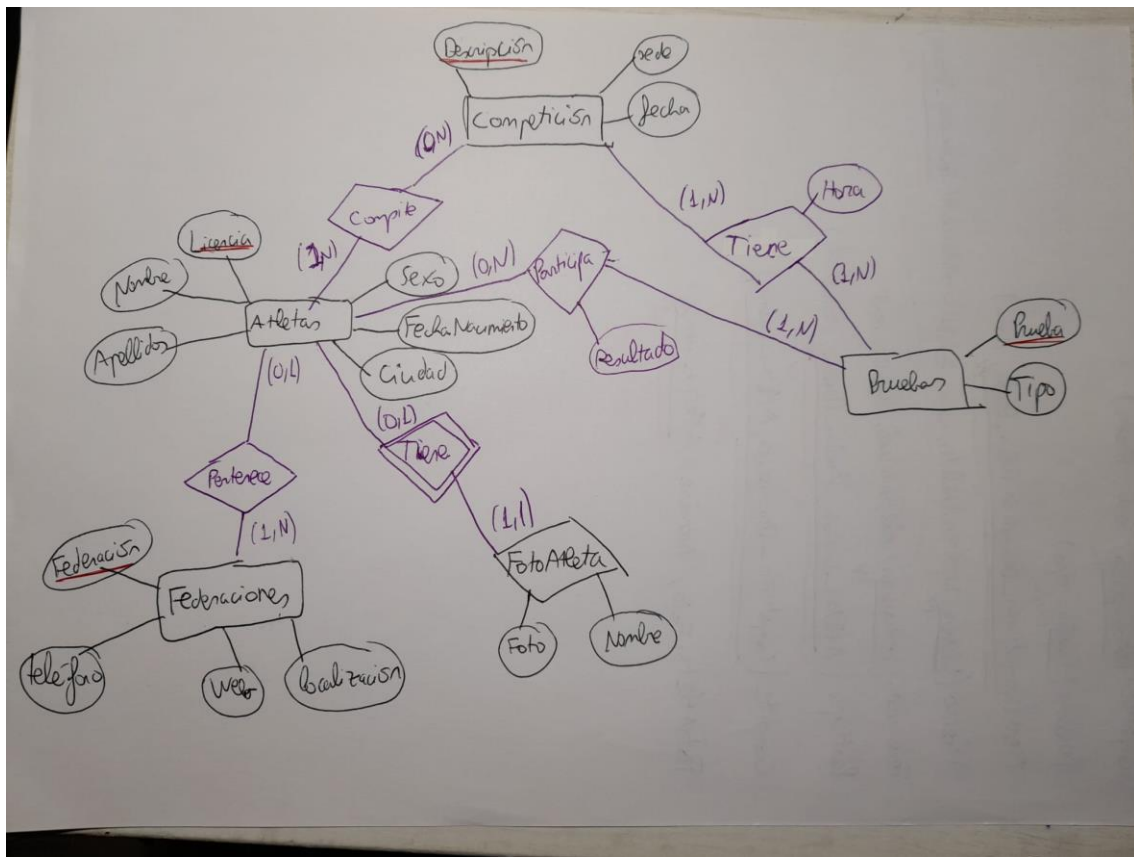 Descripción
sede
Competición
fecha
(0,N)
(1,N)
Hora
Compite
Tiene
Licencia
(1,N)
(0,N)
Participa
(1,N)
Nombre
Sexo
Atletas
Fecha Nacimiento
(1,N)
Prueba
Apellidos
Resultado
Ciudad
(0,1)
Pruebas
Tipo
(0,1)
Tiene
Pertenece
(1,N)
(1,1)
Federación
FotoAtleta
Federaciones
Foto
Nombre
teléfono
Web
localización